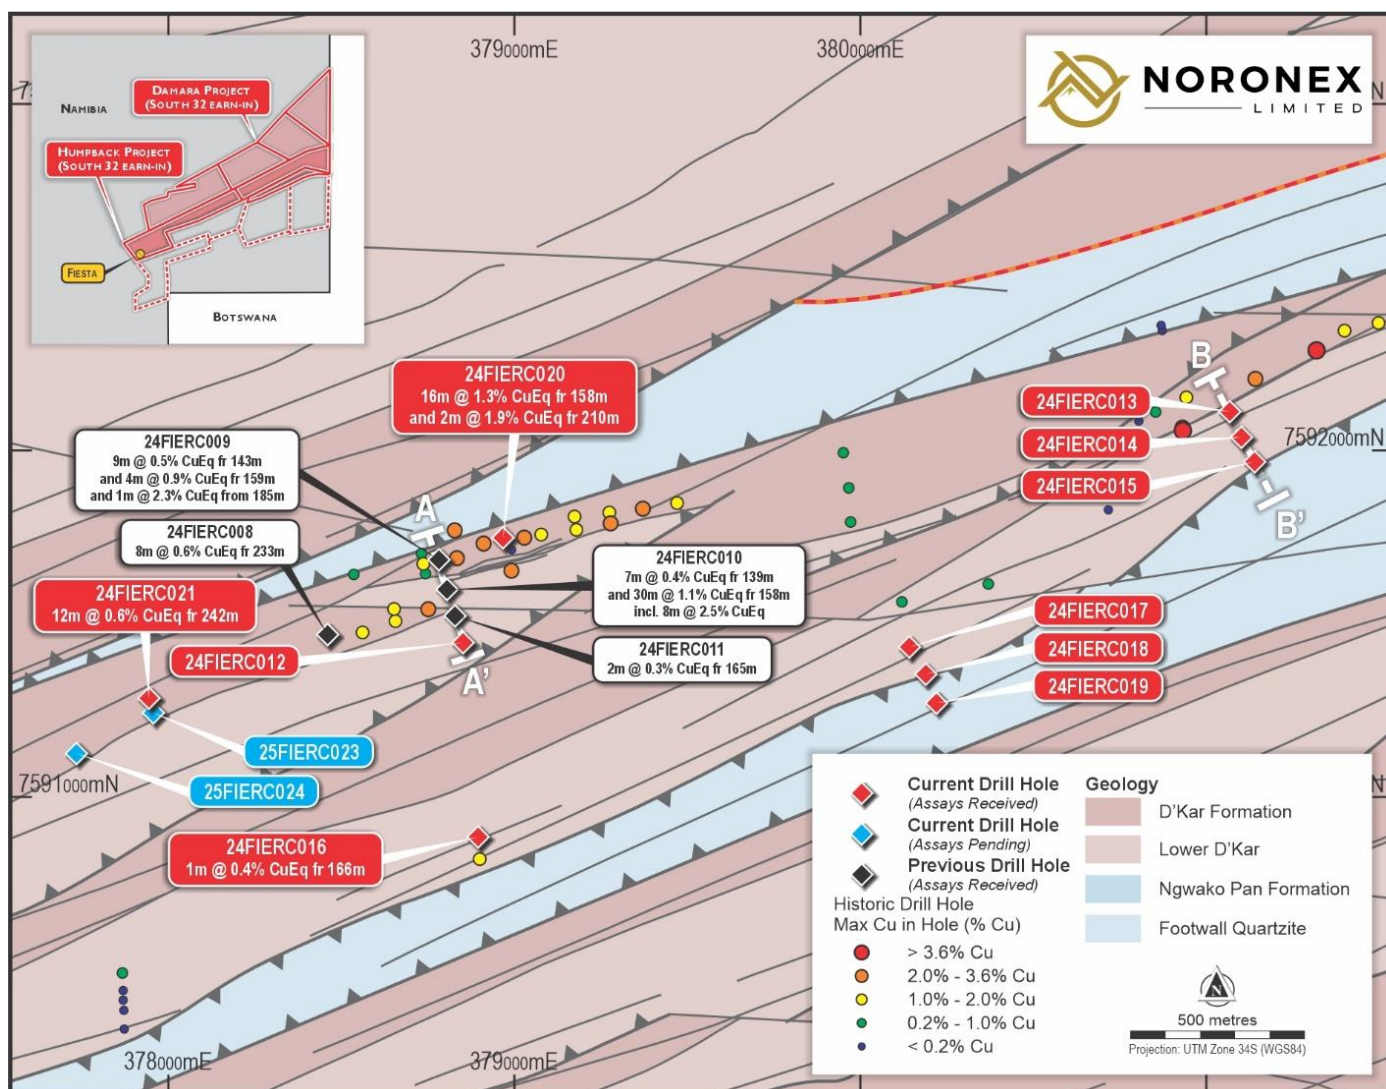 379000mE
380000mE
NORONEX
LIMITED
NAMIBIA
DAMARA PROJECT
(SOUTH 32 EARN-IN)
HUMPBACK PROJECT
(SOUTH 32 EARN-IN)
FIESTA
BOTSWANA
24FIERC020
16m @ 1.3% CuEq fr 158m
and 2m @ 1.9% CuEq fr 210m
B
24FIERC013
24FIERC014
7592000mN
24FIERC015
B'
24FIERC009
9m @ 0.5% CuEq fr 143m
and 4m @ 0.9% CuEq fr 159m
and 1m @ 2.3% CuEq from 185m
A
24FIERC008
8m @ 0.6% CuEq fr 233m
24FIERC010
7m @ 0.4% CuEq fr 139m
and 30m @ 1.1% CuEq fr 158m
incl. 8m @ 2.5% CuEq
24FIERC021
12m @ 0.6% CuEq fr 242m
24FIERC012
A'
24FIERC011
2m @ 0.3% CuEq fr 165m
24FIERC017
24FIERC018
24FIERC019
25FIERC023
25FIERC024
7591000mN
24FIERC016
1m @ 0.4% CuEq fr 166m
Current Drill Hole
(Assays Received)
Current Drill Hole
(Assays Pending)
Previous Drill Hole
(Assays Received)
Historic Drill Hole
Max Cu in Hole (% Cu)
> 3.6% Cu
2.0% - 3.6% Cu
1.0% - 2.0% Cu
0.2% - 1.0% Cu
< 0.2% Cu
Geology
D'Kar Formation
Lower D'Kar
Ngwako Pan Formation
Footwall Quartzite
N
500 metres
Projection: UTM Zone 34S (WGS84)
378000mE
379000mE